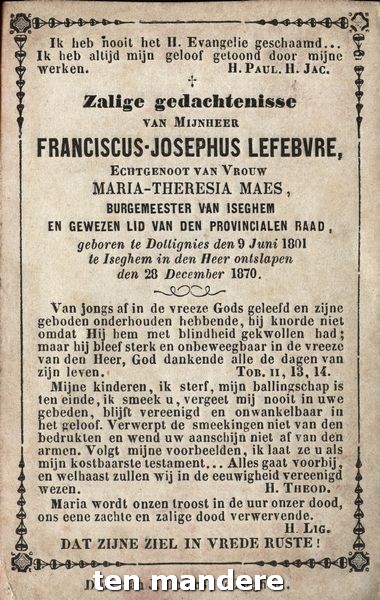 Ik heb nooit het H. Evangelie geschaamd...
Ik heb altijd mijn geloof getoond door mijne
werken. H. PAUL. H. JAC.
Zalige gedachtenisse
VAN MIJNHEER
FRANCISCUS-JOSEPHUS LEFEBVRE,
ECHTGENOOT VAN VROUW
MARIA-THERESIA MAES,
BURGEMEESTER VAN ISEGHEM
EN GEWEZEN LID VAN DEN PROVINCIALEN RAAD,
geboren te Dottignies den 9 Juni 1801
te Iseghem in den Heer ontslapen
den 28 December 1870.
Van jongs af in de vreeze Gods geleefd en zijne
geboden onderhouden hebbende, hij knorde niet
omdat Hij hem met blindheid gekwollen had;
maar hij bleef sterk en onbeweegbaar in de vreeze
van den Heer, God dankende alle de dagen van
zijn leven. TOB. II, 13, 14.
Mijne kinderen, ik sterf, mijn ballingschap is
ten einde, ik smeek u, vergeet mij nooit in uwe
gebeden, blijft vereenigd en onwankelbaar in
het geloof. Verwerpt de smeekingen niet van den
bedrukten en wend uw aanschijn niet af van den
armen. Volgt mijne voorbeelden, ik laat ze u als
mijn kostbaarste testament... Alles gaat voorbij,
en welhaast zullen wij in de eeuwigheid vereenigd
wezen. H. THEOD.
Maria wordt onzen troost in de uur onzer dood,
ons eene zachte en zalige dood verwervende.
H. LIG.
DAT ZIJNE ZIEL IN VREDE RUSTE!
ten mandere